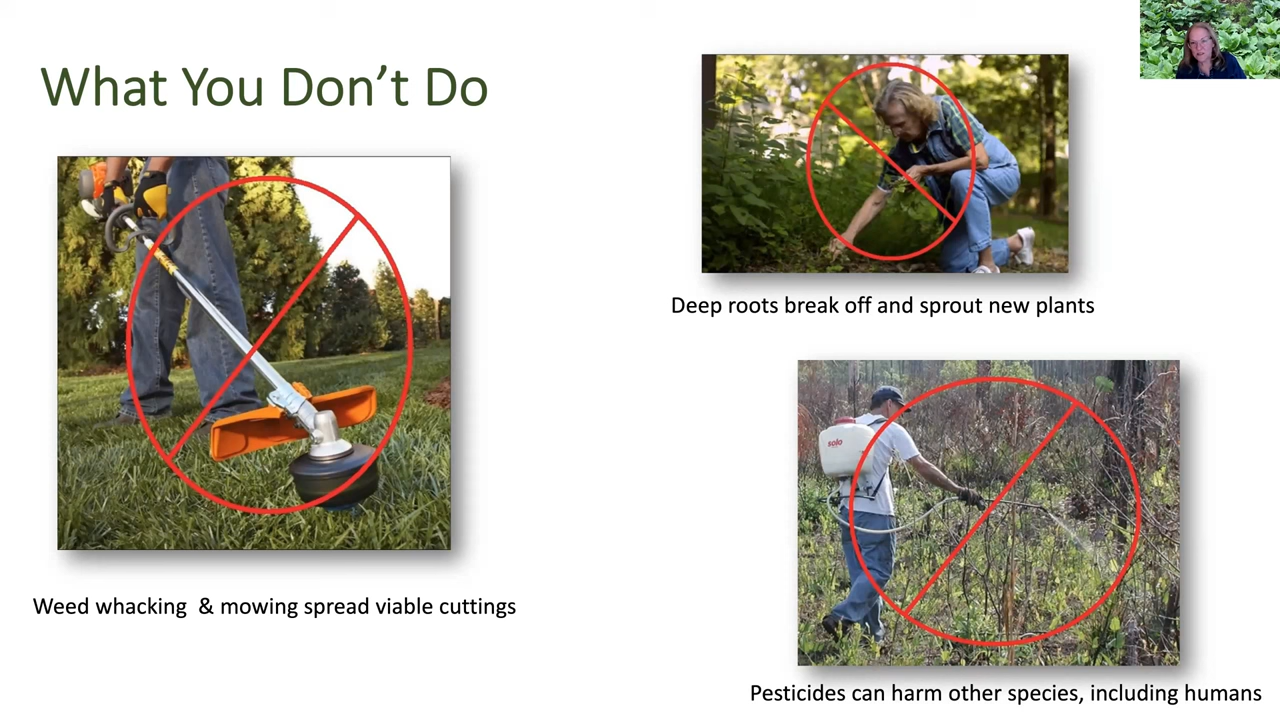 What You Don't Do
Deep roots break off and sprout new plants
solo
Weed whacking & mowing spread viable cuttings
Pesticides can harm other species, including humans